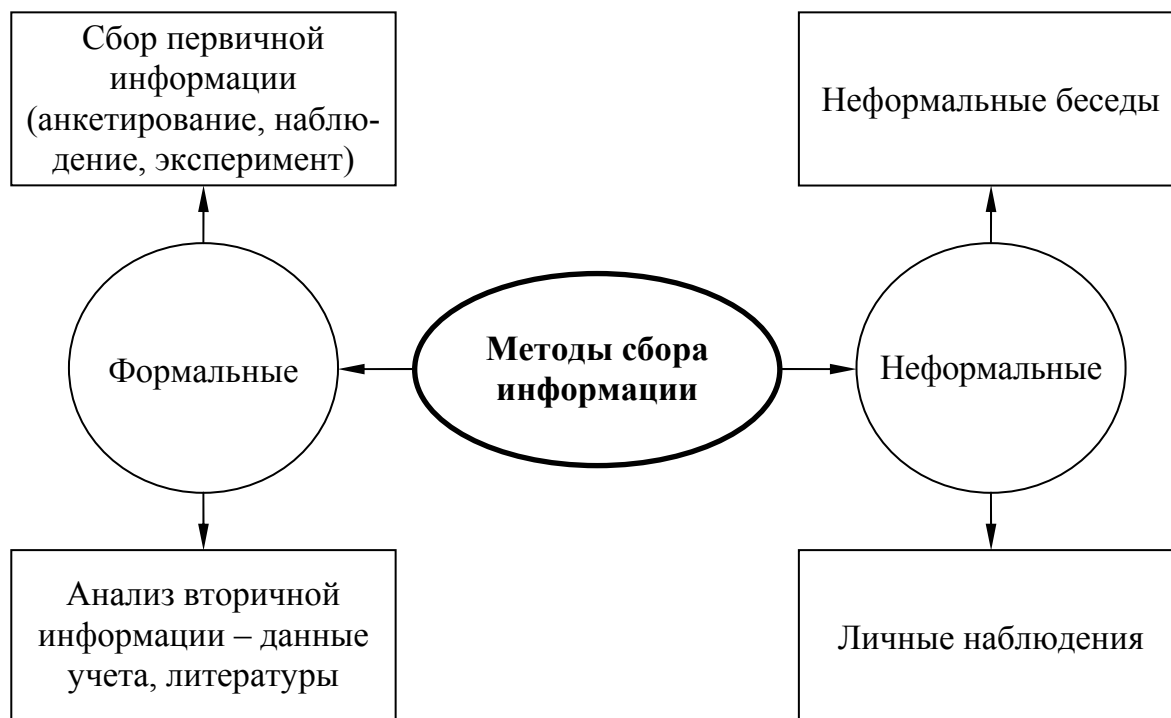 Сбор первичной
информации
(анкетирование, наблю-
дение, эксперимент)
Неформальные беседы
Формальные
Методы сбора
информации
Неформальные
Анализ вторичной
информации – данные
учета, литературы
Личные наблюдения